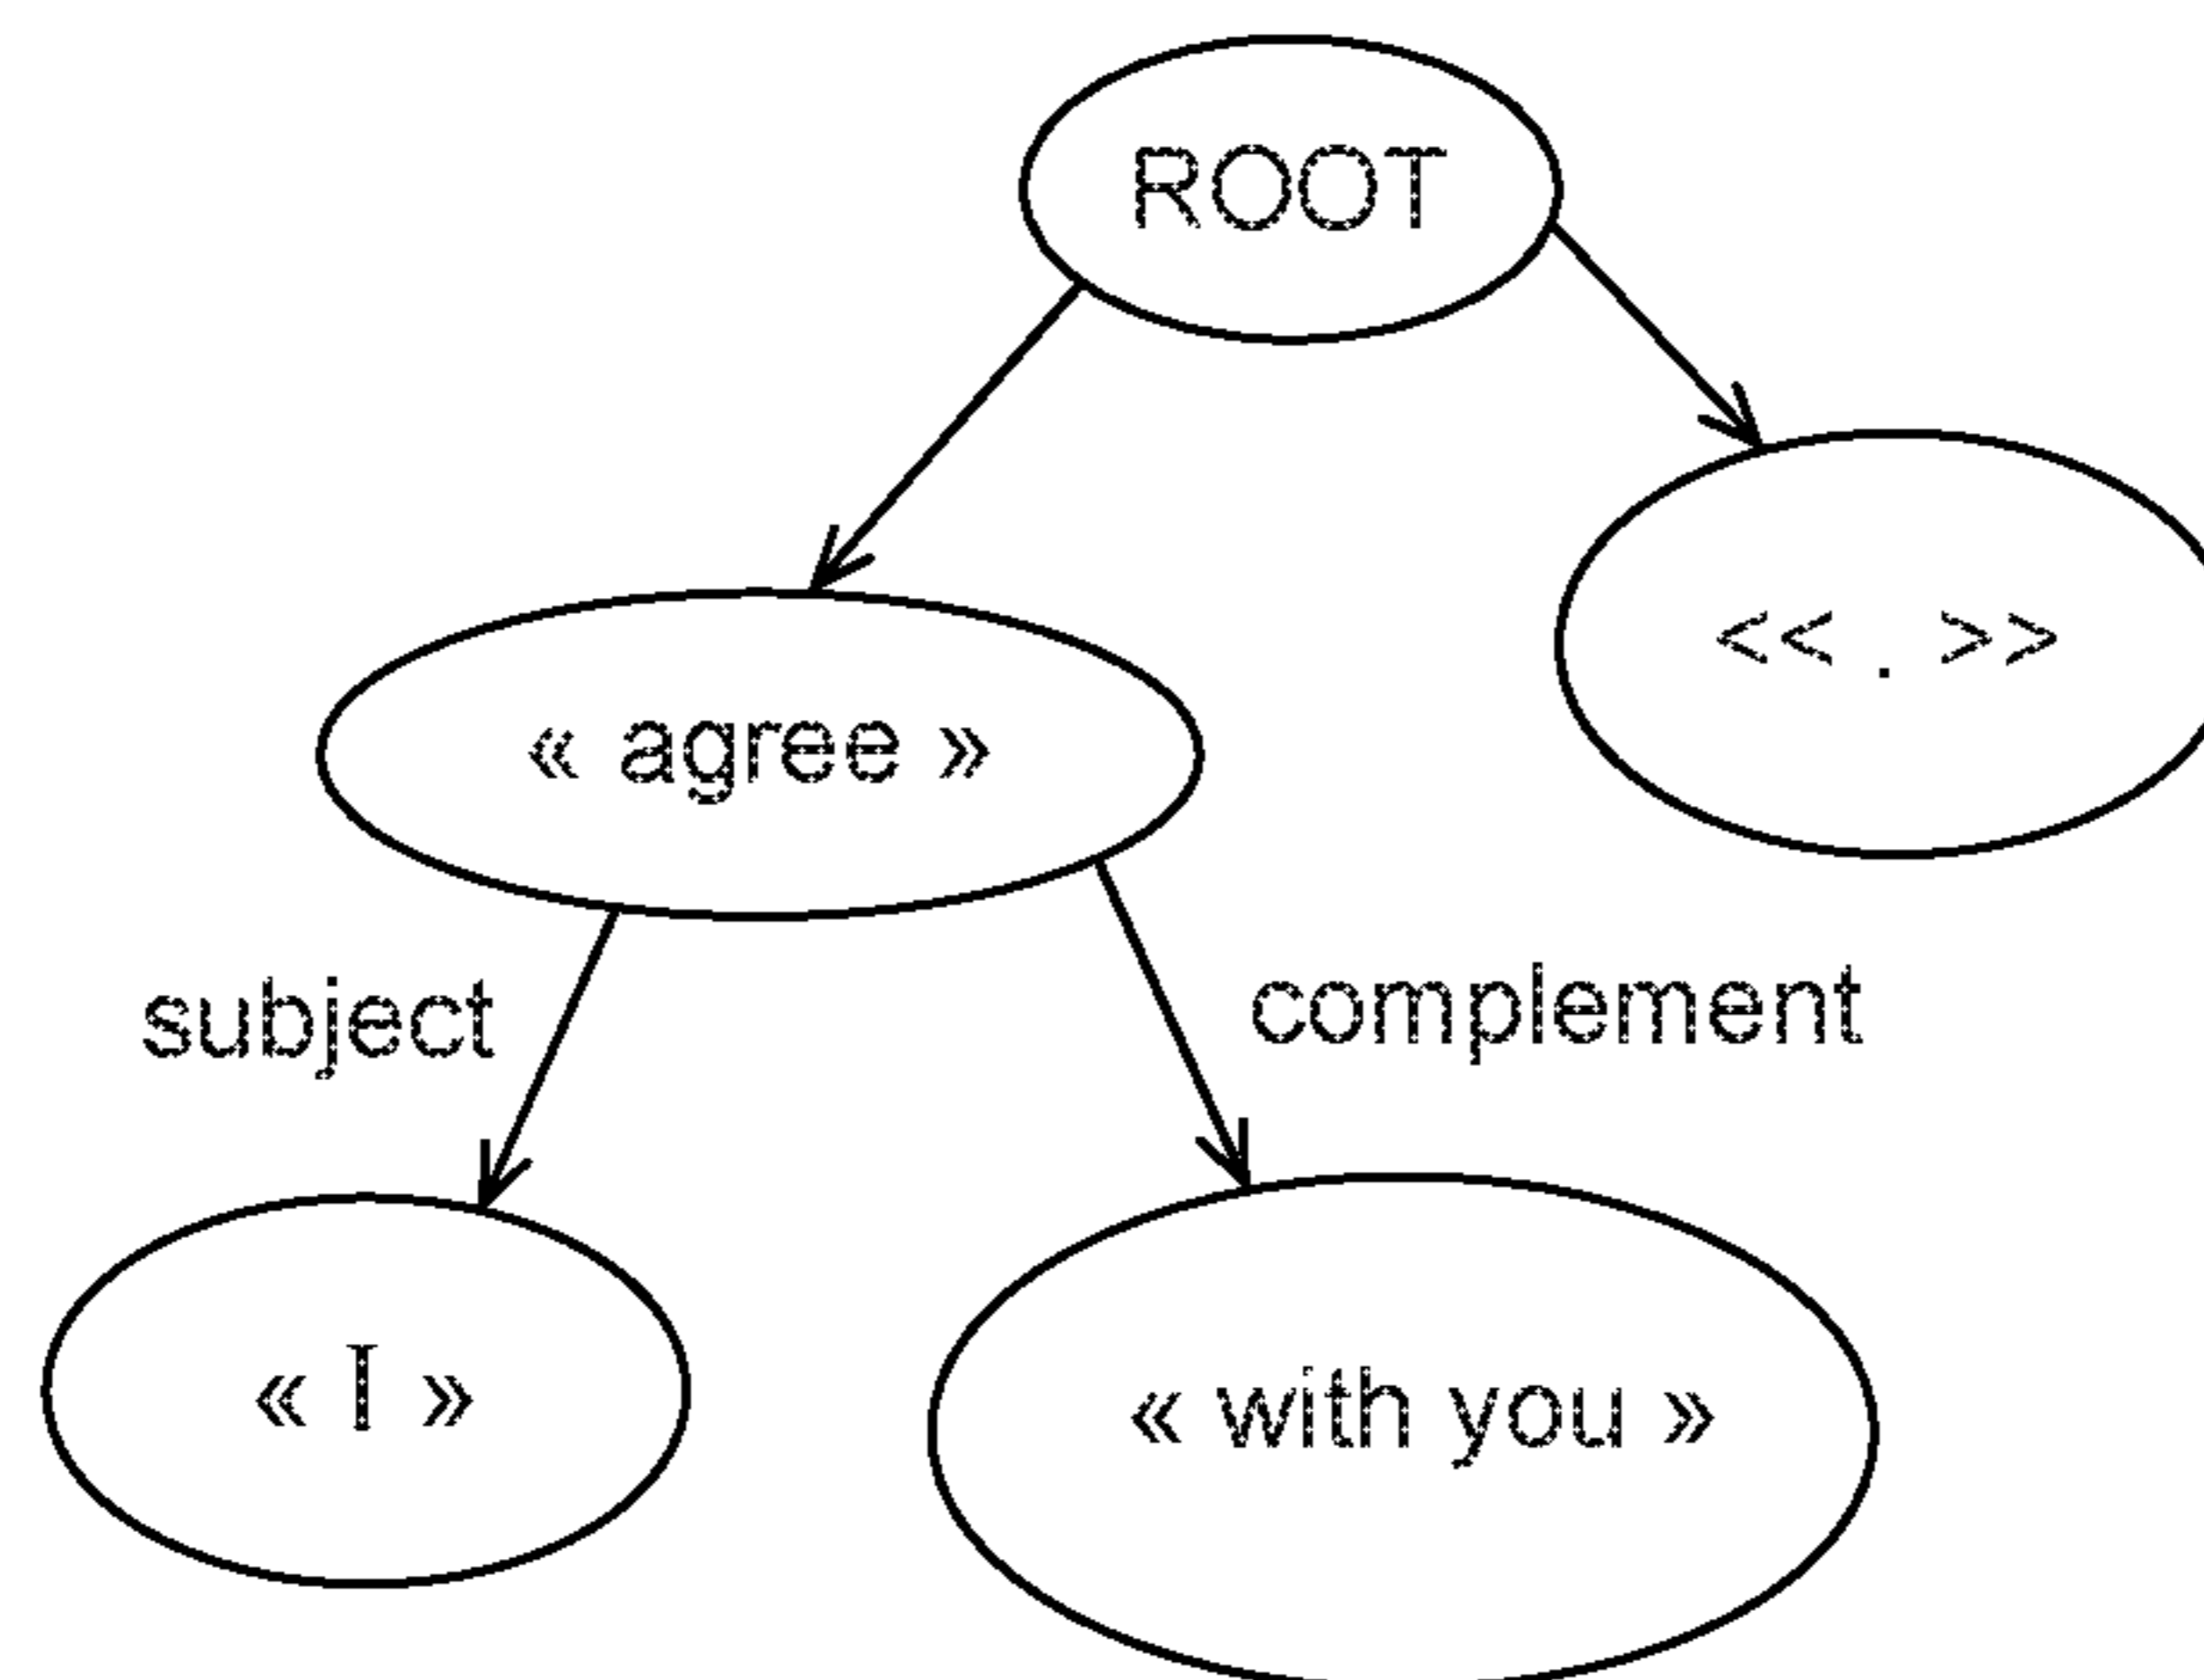 ROOT
<< . >>
« agree »
subject
complement
« I »
« with you »